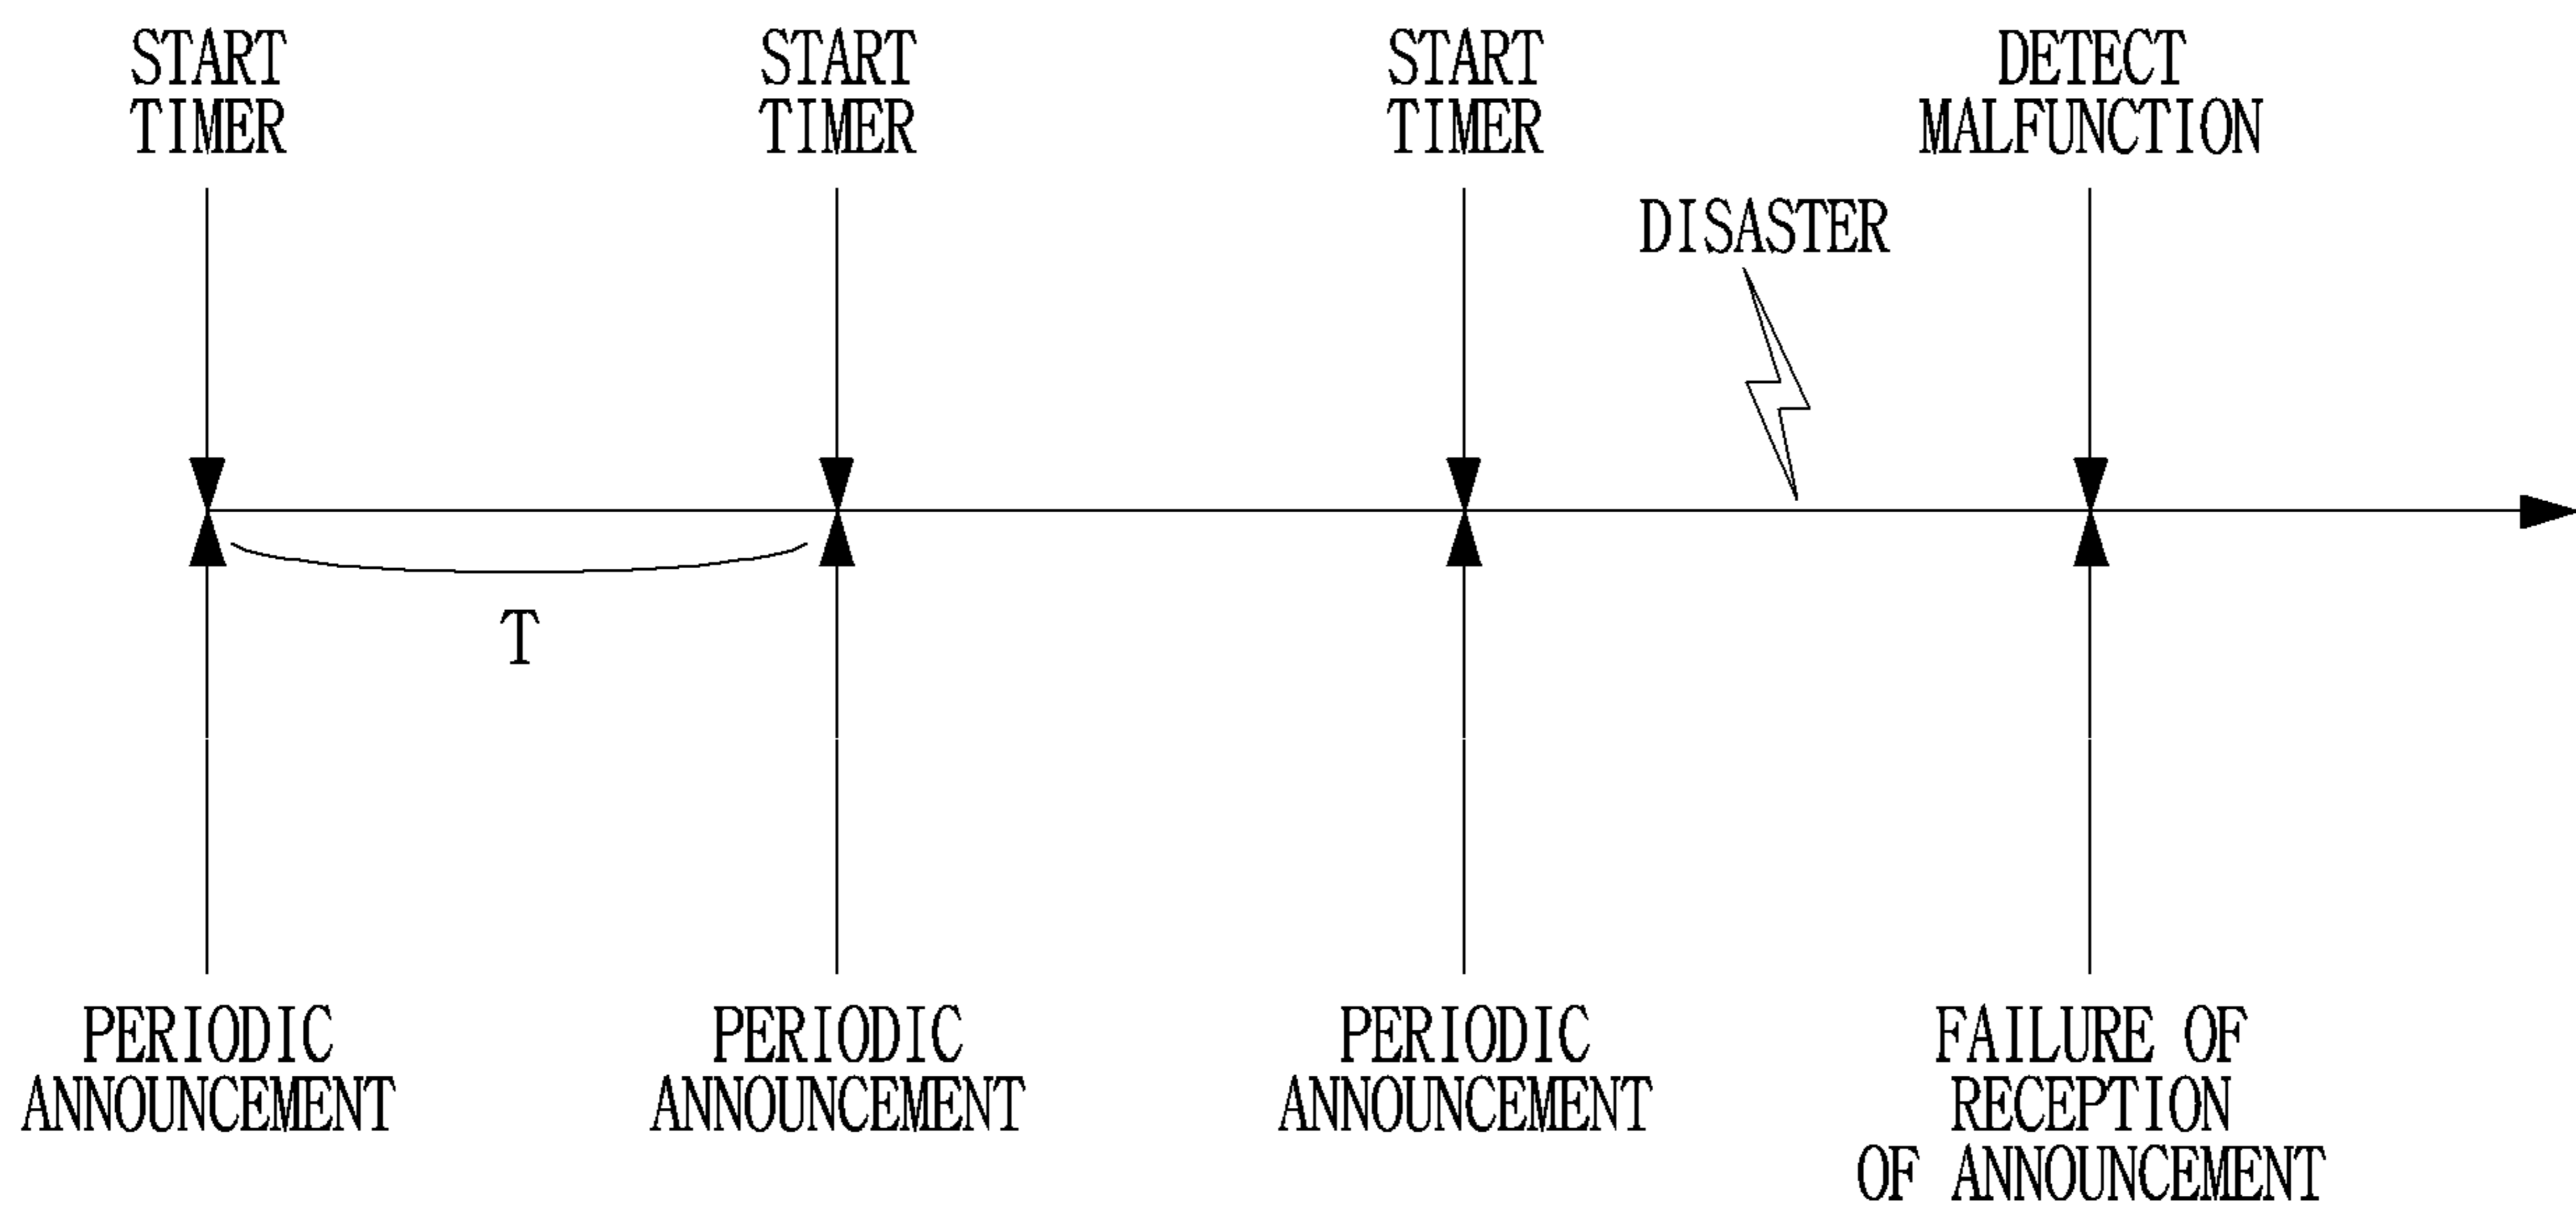 START
TIMER
START
TIMER
START
TIMER
DETECT
MALFUNCTION
DISASTER
T
PERIODIC
ANNOUNCEMENT
PERIODIC
ANNOUNCEMENT
PERIODIC
ANNOUNCEMENT
FAILURE OF
RECEPTION
OF ANNOUNCEMENT